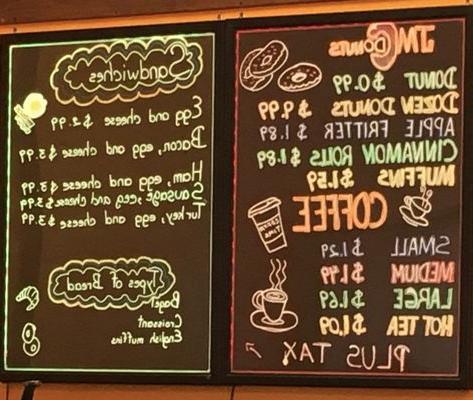 JM DONUTS
DONUT $0.99
DOZEN DONUTS $9.99
APPLE FRITTER $1.89
CINNAMON ROLLS $1.89
MUFFINS $1.59
COFFEE
SMALL $1.29
MEDIUM $1.49
LARGE $1.69
HOT TEA $1.09
PLUS TAX
Sandwiches
Egg and cheese $2.99
Bacon, egg, and cheese $3.99
Ham, egg and cheese $3.99
Sausage, egg and cheese $3.99
Turkey, egg and cheese $3.99
Types of Bread
Bagel
Croissant
English muffins